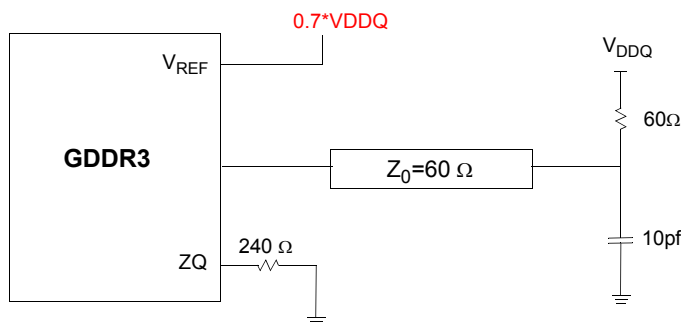 0.7*VDDQ
VREF
VDDQ
60Ω
GDDR3
Z0=60 Ω
240 Ω
10pf
ZQ